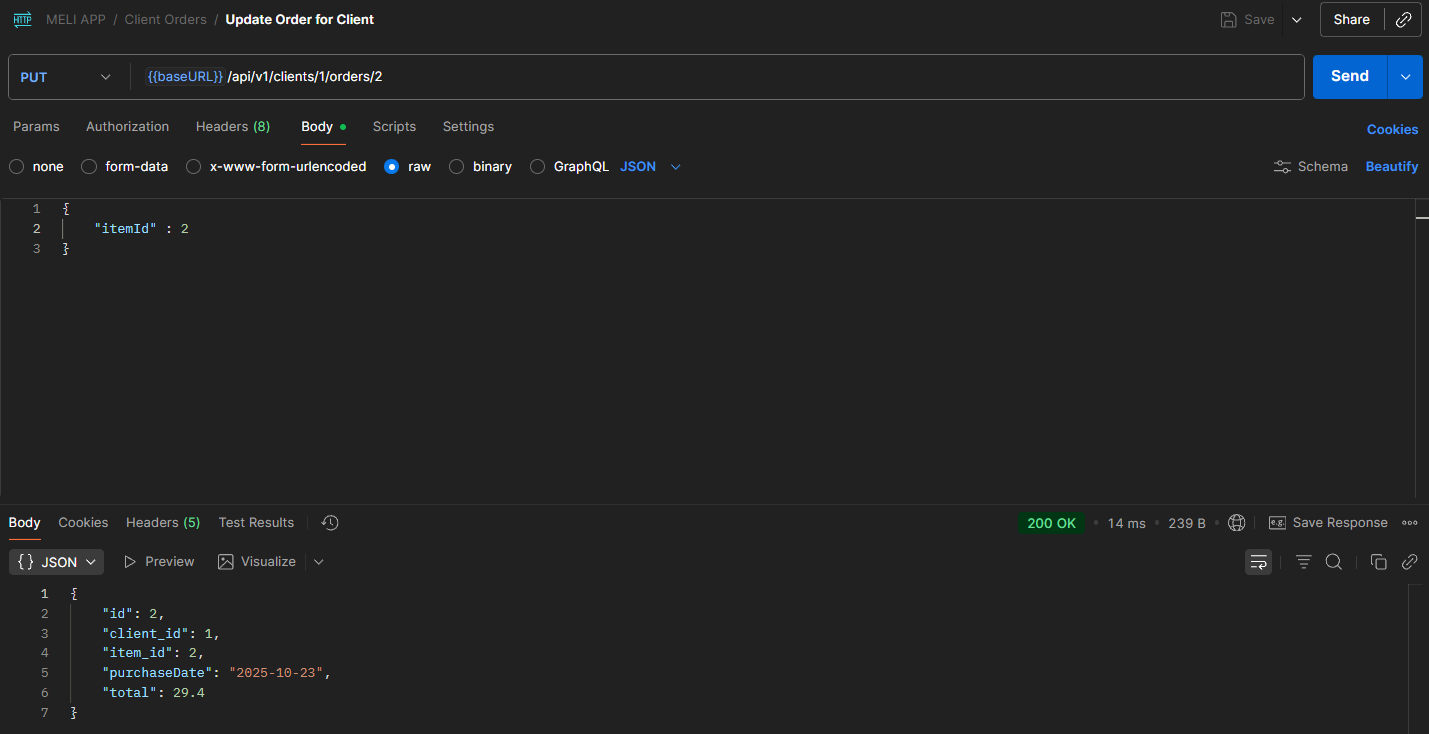 HTTP MELI APP / Client Orders / Update Order for Client Save Share
PUT {{baseURL}} /api/v1/clients/1/orders/2 Send
Params Authorization Headers (8) Body Scripts Settings Cookies
none form-data x-www-form-urlencoded raw binary GraphQL JSON Schema Beautify
1 {
2 "itemId" : 2
3 }
Body Cookies Headers (5) Test Results 200 OK • 14 ms • 239 B • e.g. Save Response
{} JSON Preview Visualize
1 {
2 "id": 2,
3 "client_id": 1,
4 "item_id": 2,
5 "purchaseDate": "2025-10-23",
6 "total": 29.4
7 }